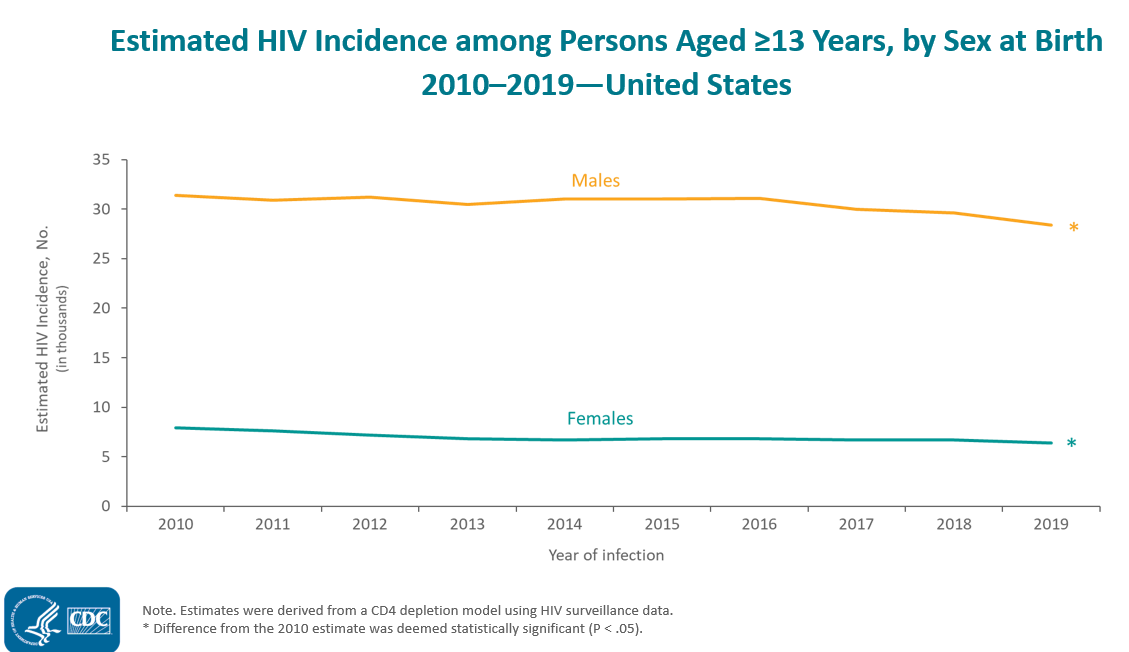 Estimated HIV Incidence among Persons Aged ≥13 Years, by Sex at Birth
2010–2019—United States
35
30
25
20
15
10
5
0
Estimated HIV Incidence, No.
(in thousands)
Males
*
Females
*
2010 2011 2012 2013 2014 2015 2016 2017 2018 2019
Year of infection
CDC
Note. Estimates were derived from a CD4 depletion model using HIV surveillance data.
* Difference from the 2010 estimate was deemed statistically significant (P < .05).